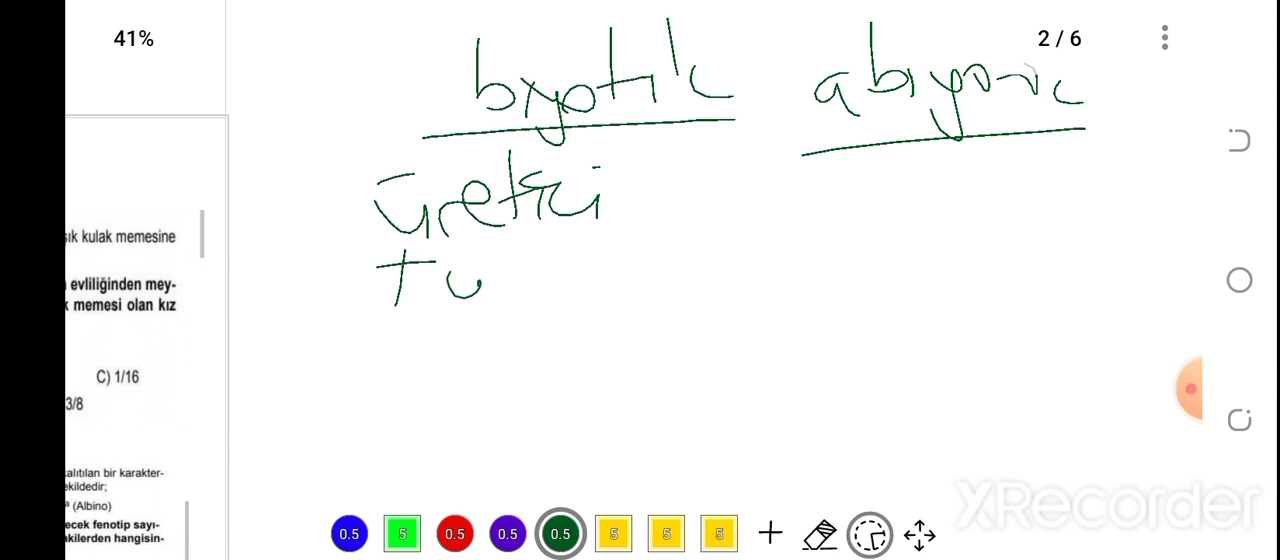 41%
2 / 6
biyotik abiyotik
üretici
tü
sık kulak memesine
evliliğinden mey-
k memesi olan kız
C) 1/16
3/8
kalıtılan bir karakter-
ekildedir;
(Albino)
ecek fenotip sayı-
akilerden hangisin-
0.5 5 0.5 0.5 0.5 5 5 5
XRecorder